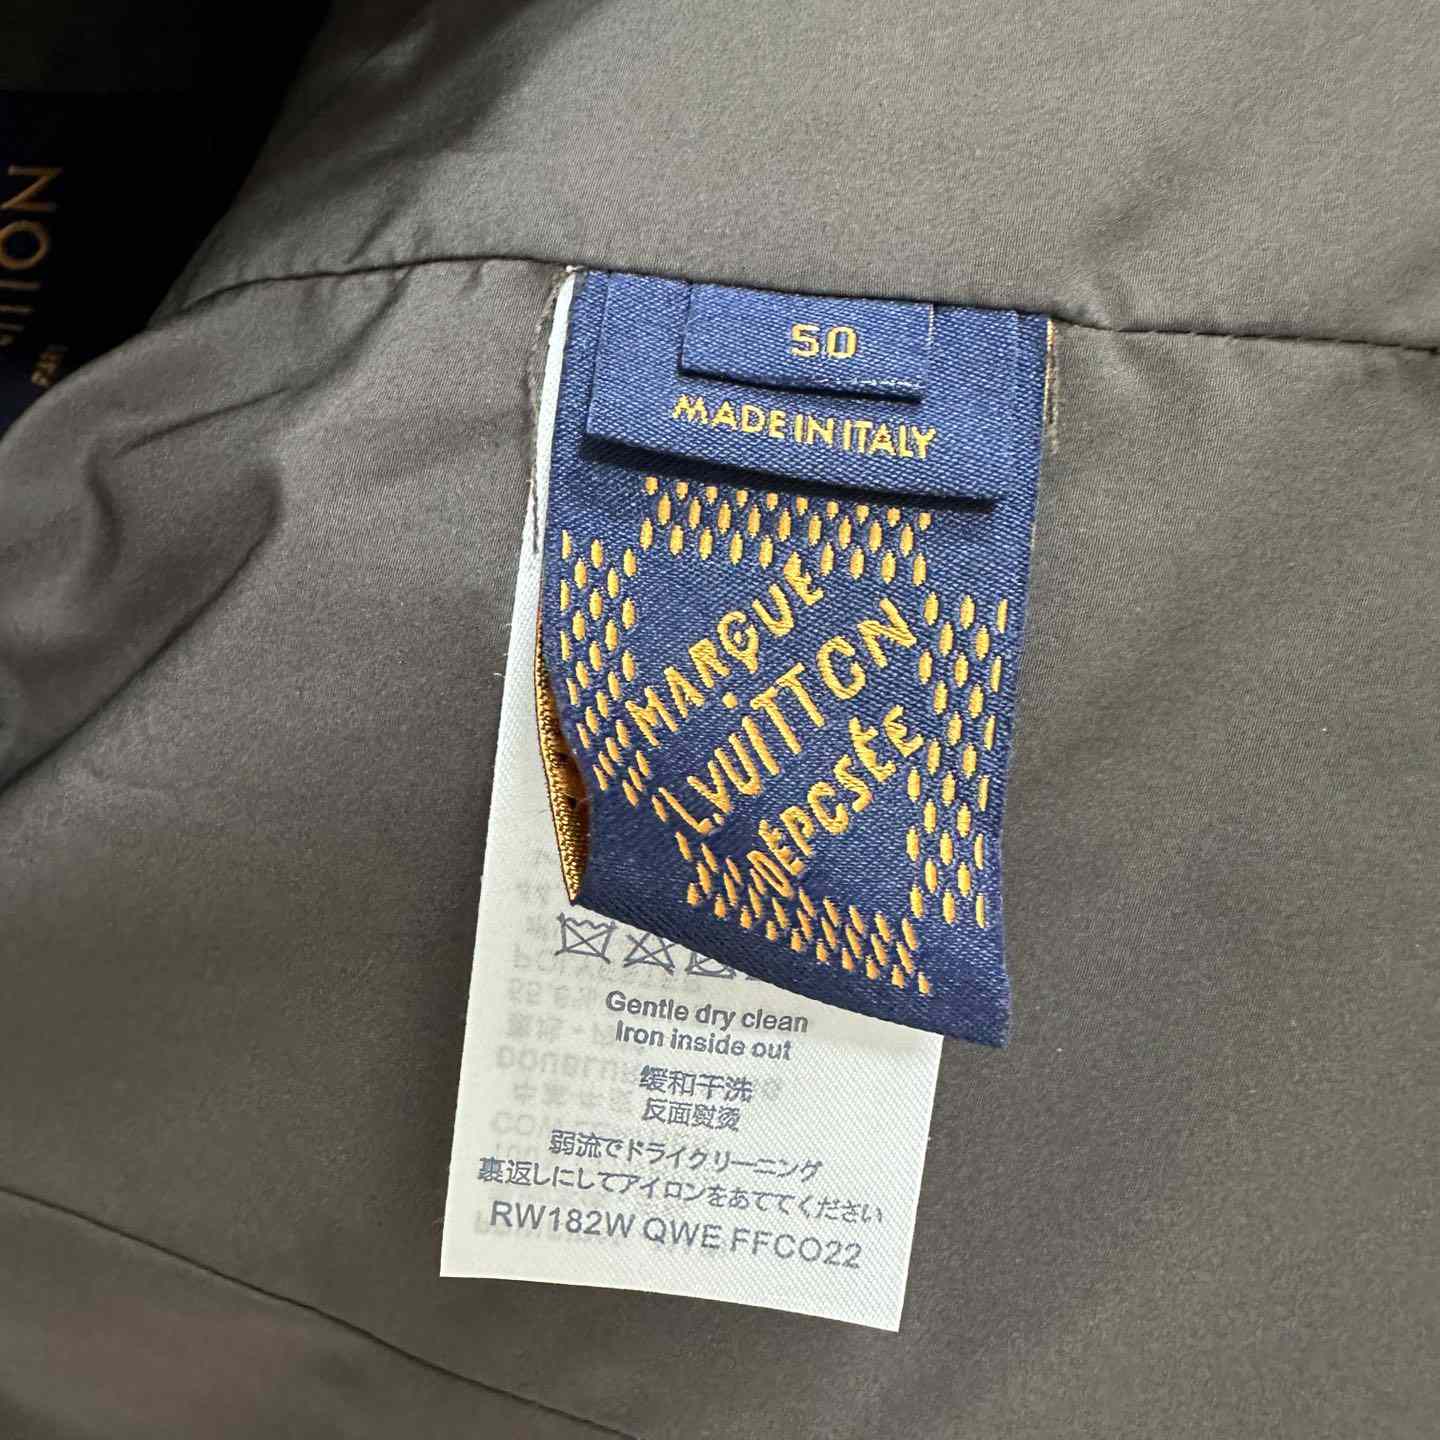 50
MADE IN ITALY
MARQUE
L.VUITTON
DÉPOSÉE
Gentle dry clean
Iron inside out
缓和干洗
反面熨烫
弱流でドライクリーニング
裏返しにしてアイロンをあててください
RW182W QWE FFCO22